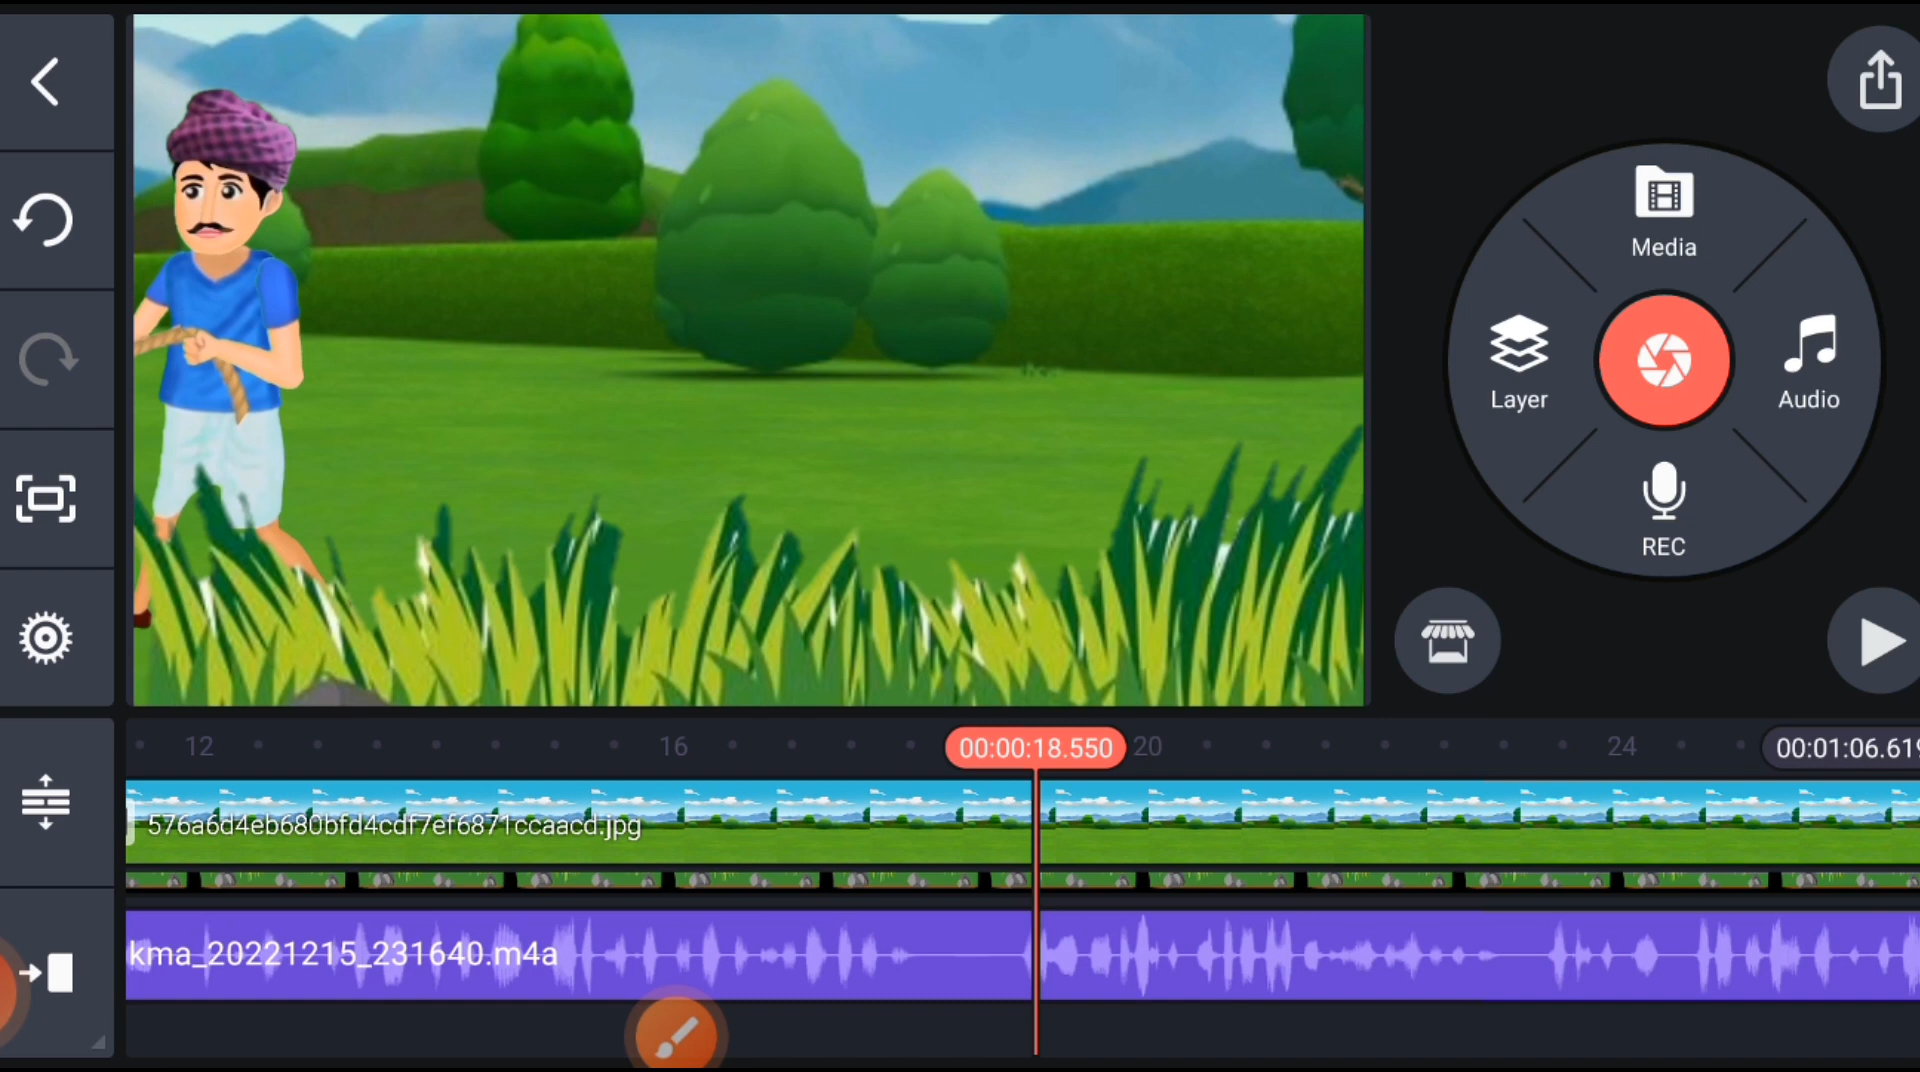 Media
Layer
Audio
REC
12
16
00:00:18.550
20
24
00:01:06.619
576a6d4eb680bfd4cdf7ef6871ccaacd.jpg
kma_20221215_231640.m4a